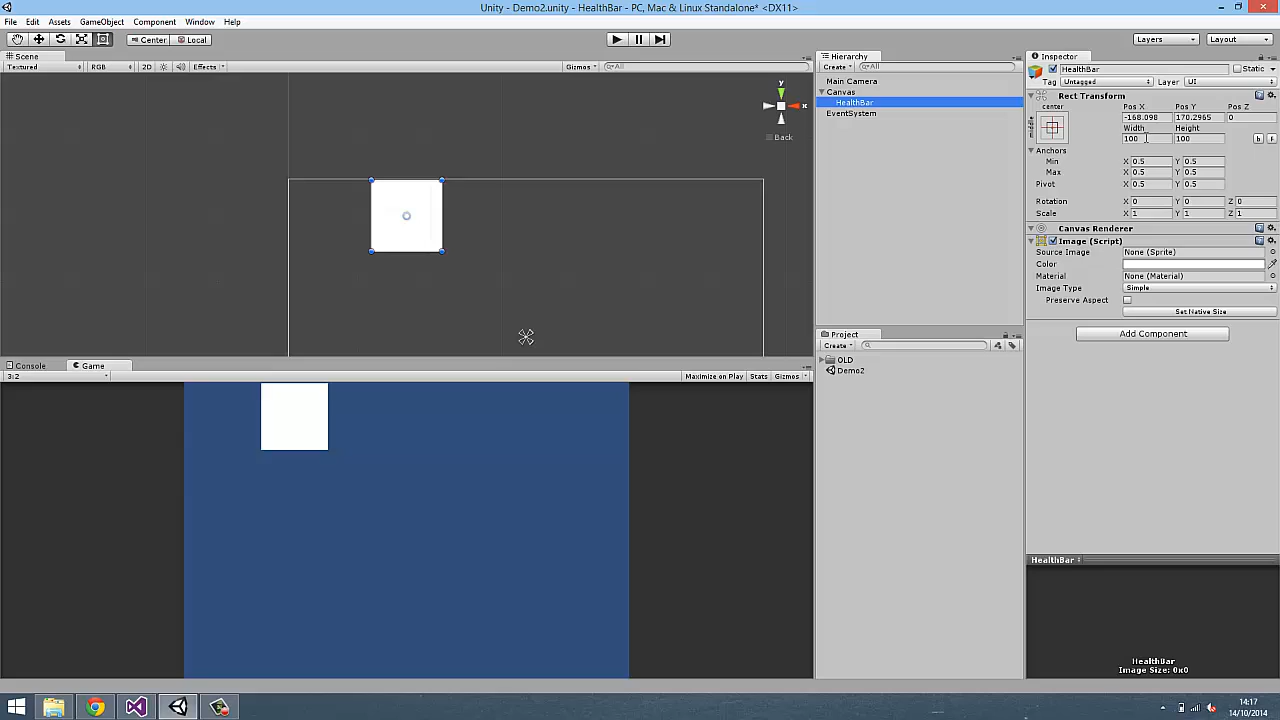 Unity - Demo2.unity - HealthBar - PC, Mac & Linux Standalone* <DX11>
File Edit Assets GameObject Component Window Help
Center Local Layers Layout
Scene
Textured RGB 2D Effects Gizmos All
y
x
Back
Console Game
3:2 Maximize on Play Stats Gizmos
Hierarchy
Create All
Main Camera
Canvas
HealthBar
EventSystem
Project
Create
OLD
Demo2
Inspector
HealthBar Static
Tag Untagged Layer UI
Rect Transform
center Pos X Pos Y Pos Z
middle -168.098 170.2965 0
Width Height
100 100
Anchors
Min X 0.5 Y 0.5
Max X 0.5 Y 0.5
Pivot X 0.5 Y 0.5
Rotation X 0 Y 0 Z 0
Scale X 1 Y 1 Z 1
Canvas Renderer
Image (Script)
Source Image None (Sprite)
Color
Material None (Material)
Image Type Simple
Preserve Aspect
Set Native Size
Add Component
HealthBar
HealthBar
Image Size: 0x0
14:17
14/10/2014